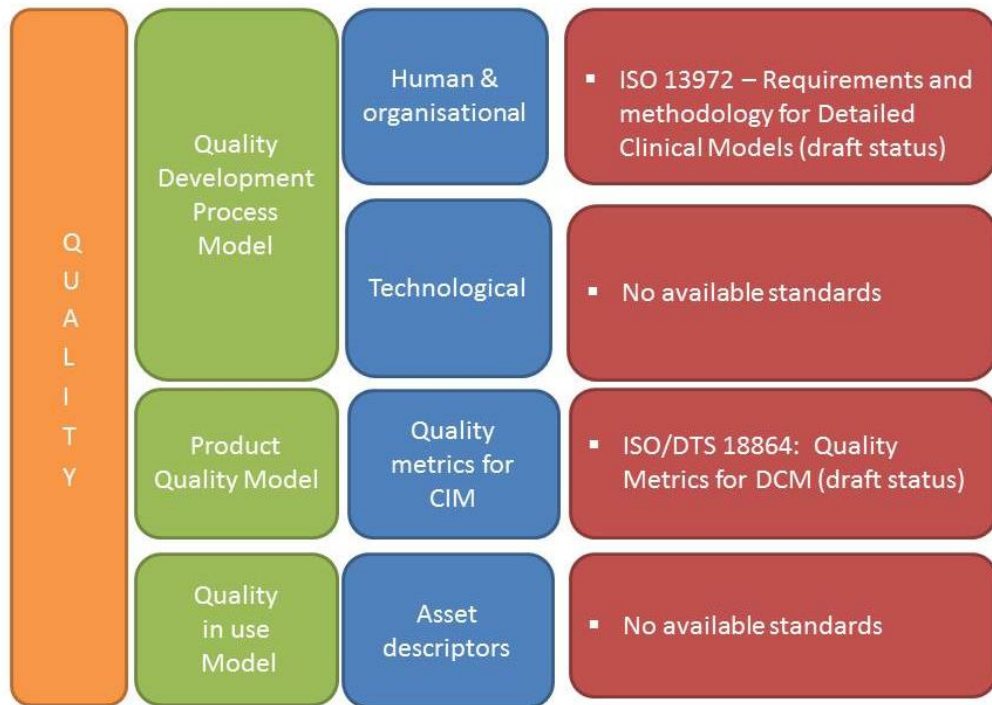 Q
U
A
L
I
T
Y
Quality
Development
Process
Model
Human &
organisational
▪ ISO 13972 – Requirements and
methodology for Detailed
Clinical Models (draft status)
Technological
▪ No available standards
Product
Quality Model
Quality
metrics for
CIM
▪ ISO/DTS 18864: Quality
Metrics for DCM (draft status)
Quality
in use
Model
Asset
descriptors
▪ No available standards